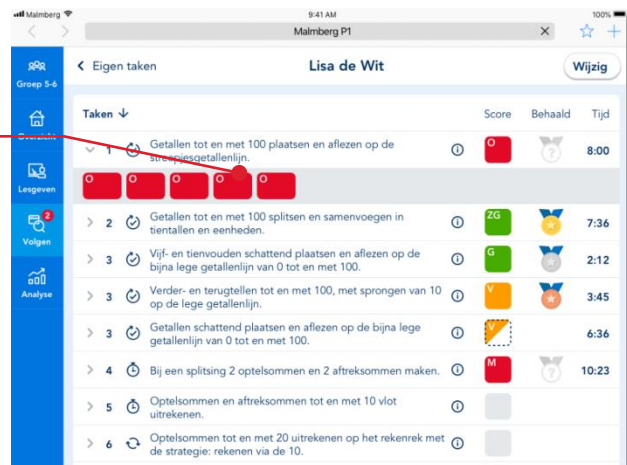 Malmberg
9:41 AM
100%
Malmberg P1
Groep 5-6
Eigen taken
Lisa de Wit
Wijzig
Overzicht
Lesgeven
2
Volgen
Analyse
Taken
Score Behaald Tijd
1 Getallen tot en met 100 plaatsen en aflezen op de
streepjesgetallenlijn.
O ? 8:00
O O O O O
2 Getallen tot en met 100 splitsen en samenvoegen in
tientallen en eenheden.
ZG 7:36
3 Vijf- en tienvouden schattend plaatsen en aflezen op de
bijna lege getallenlijn van 0 tot en met 100.
G 2:12
3 Verder- en terugtellen tot en met 100, met sprongen van 10
op de lege getallenlijn.
V 3:45
3 Getallen schattend plaatsen en aflezen op de bijna lege
getallenlijn van 0 tot en met 100.
V 6:36
4 Bij een splitsing 2 optelsommen en 2 aftreksommen maken.
M ? 10:23
5 Optelsommen en aftreksommen tot en met 10 vlot
uitrekenen.
6 Optelsommen tot en met 20 uitrekenen op het rekenrek met
de strategie: rekenen via de 10.